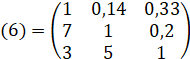 (6) = ( 1 0,14 0,33
7 1 0,2
3 5 1 )